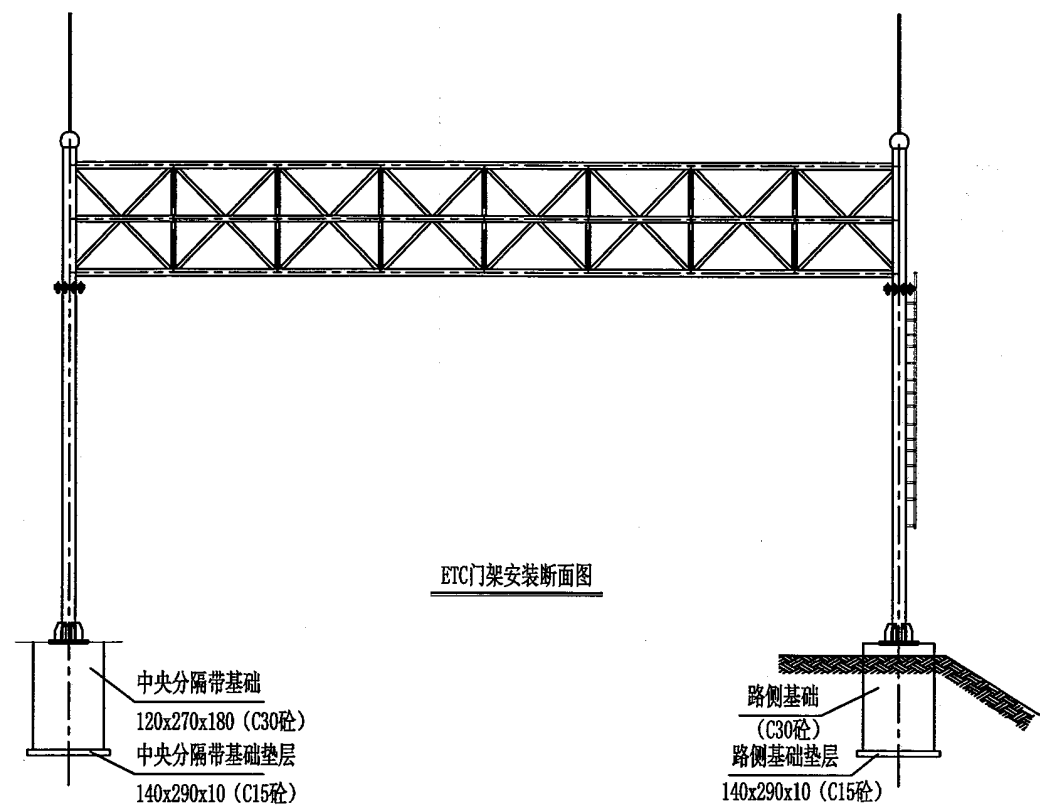 ETC门架安装断面图
中央分隔带基础
120x270x180 (C30砼)
中央分隔带基础垫层
140x290x10 (C15砼)
路侧基础
(C30砼)
路侧基础垫层
140x290x10 (C15砼)